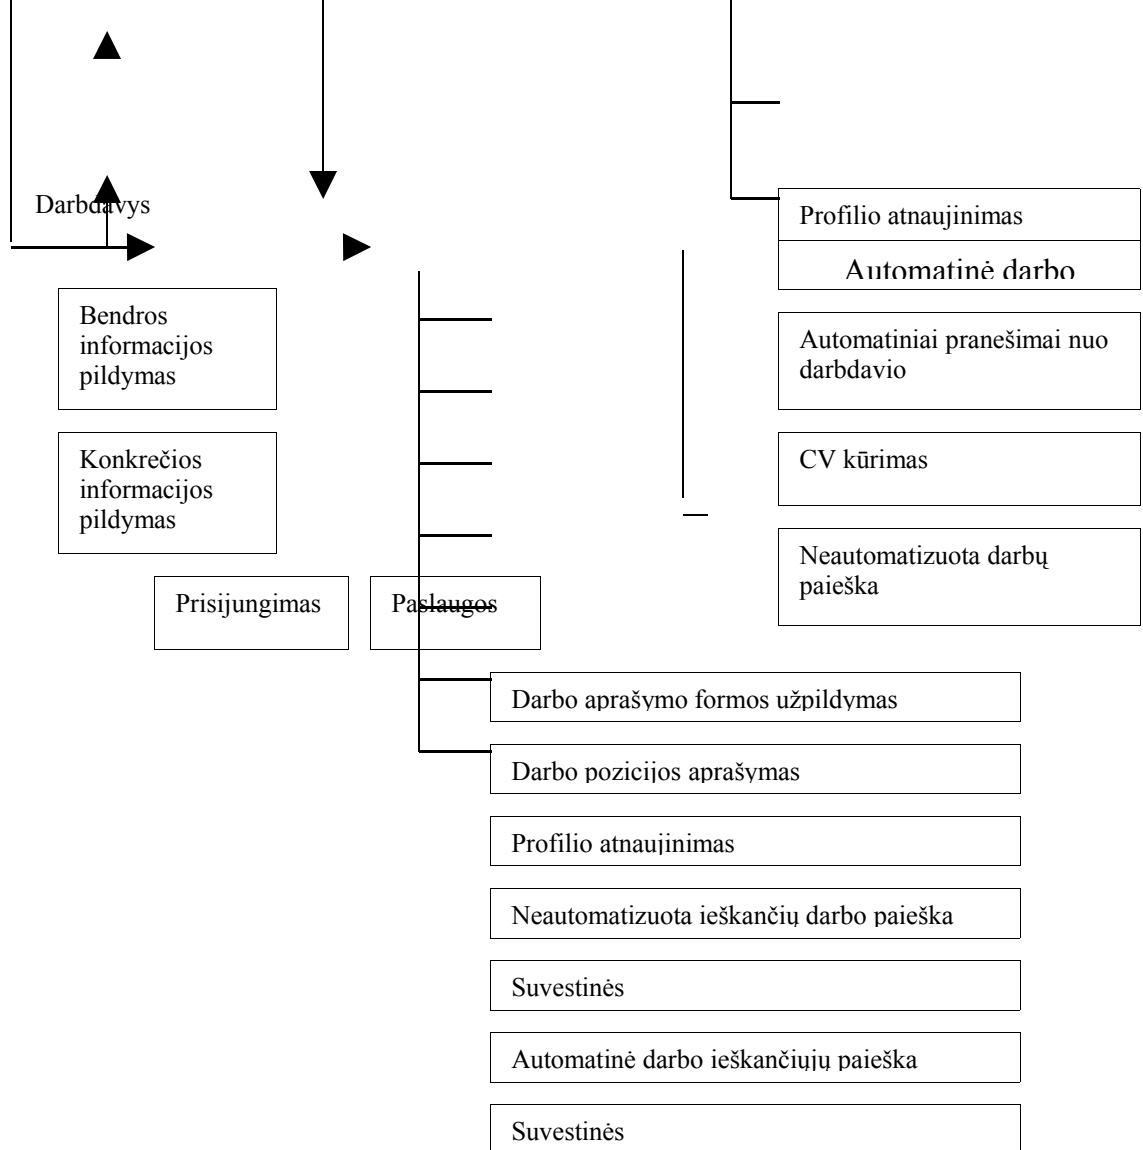 Darbdavys
Profilio atnaujinimas
Automatinė darbo
Bendros
informacijos
pildymas
Automatiniai pranešimai nuo
darbdavio
Konkrečios
informacijos
pildymas
CV kūrimas
Neautomatizuota darbų
paieška
Prisijungimas
Paslaugos
Darbo aprašymo formos užpildymas
Darbo pozicijos aprašymas
Profilio atnaujinimas
Neautomatizuota ieškančių darbo paieška
Suvestinės
Automatinė darbo ieškančiųjų paieška
Suvestinės